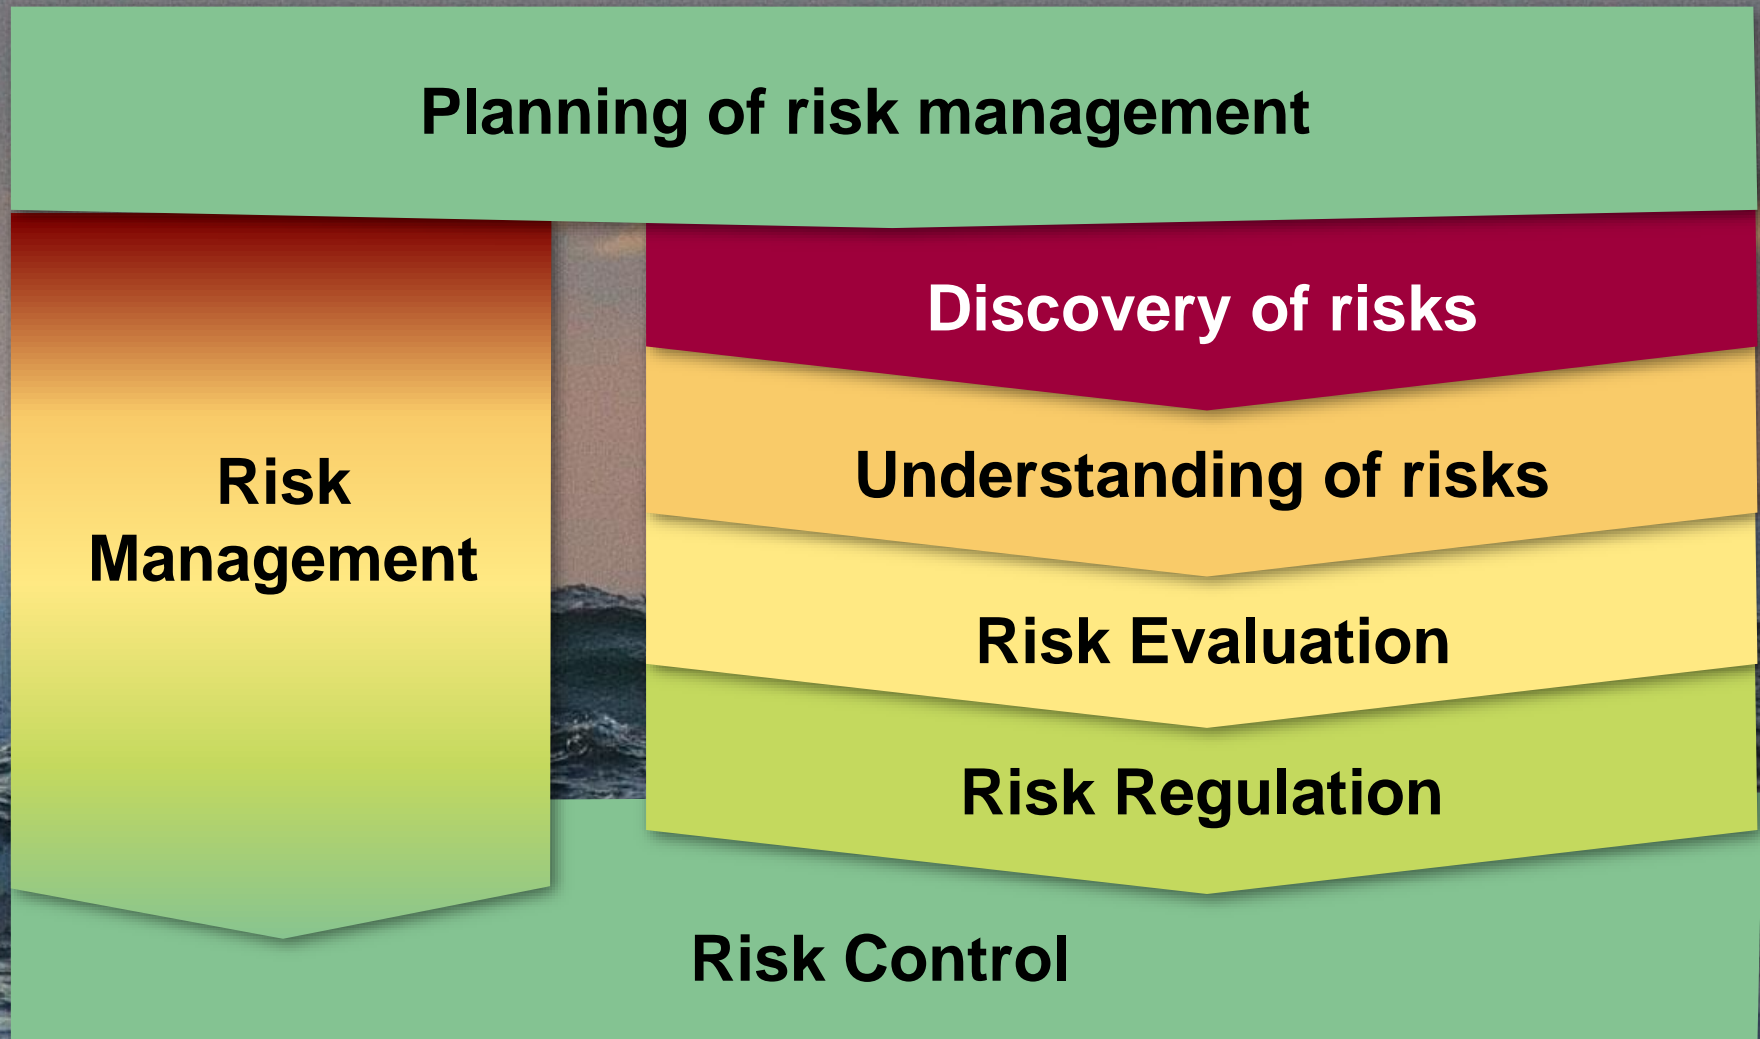 Planning of risk management
Risk
Management
Discovery of risks
Understanding of risks
Risk Evaluation
Risk Regulation
Risk Control